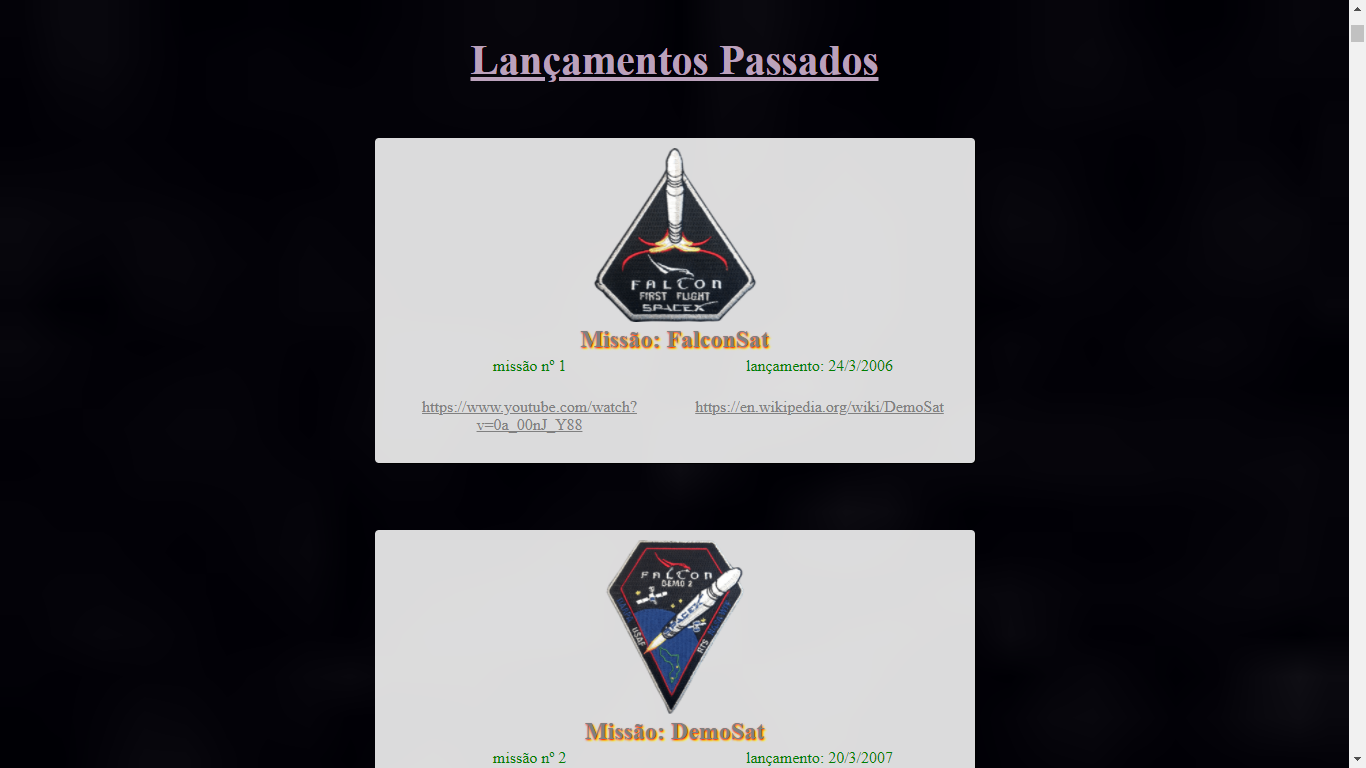 Lançamentos Passados
FALCON
FIRST FLIGHT
SPACEX
Missão: FalconSat
missão nº 1
lançamento: 24/3/2006
https://www.youtube.com/watch?
v=0a_00nJ_Y88
https://en.wikipedia.org/wiki/DemoSat
FALCON
DEMO 2
SPACEX
USAF
Missão: DemoSat
missão nº 2
lançamento: 20/3/2007